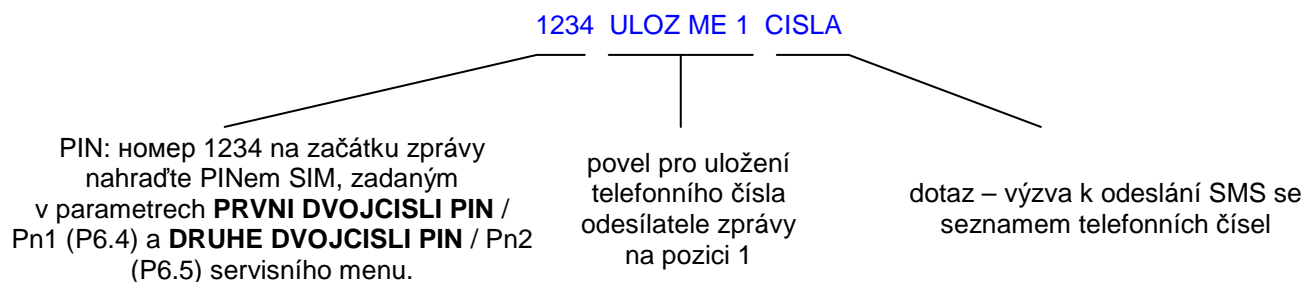 1234 ULOZ ME 1 CISLA
PIN: номер 1234 na začátku zprávy
nahraďte PINem SIM, zadaným
v parametrech PRVNI DVOJCISLI PIN /
Pn1 (P6.4) a DRUHE DVOJCISLI PIN / Pn2
(P6.5) servisního menu.
povel pro uložení
telefonního čísla
odesílatele zprávy
na pozici 1
dotaz – výzva k odeslání SMS se
seznamem telefonních čísel